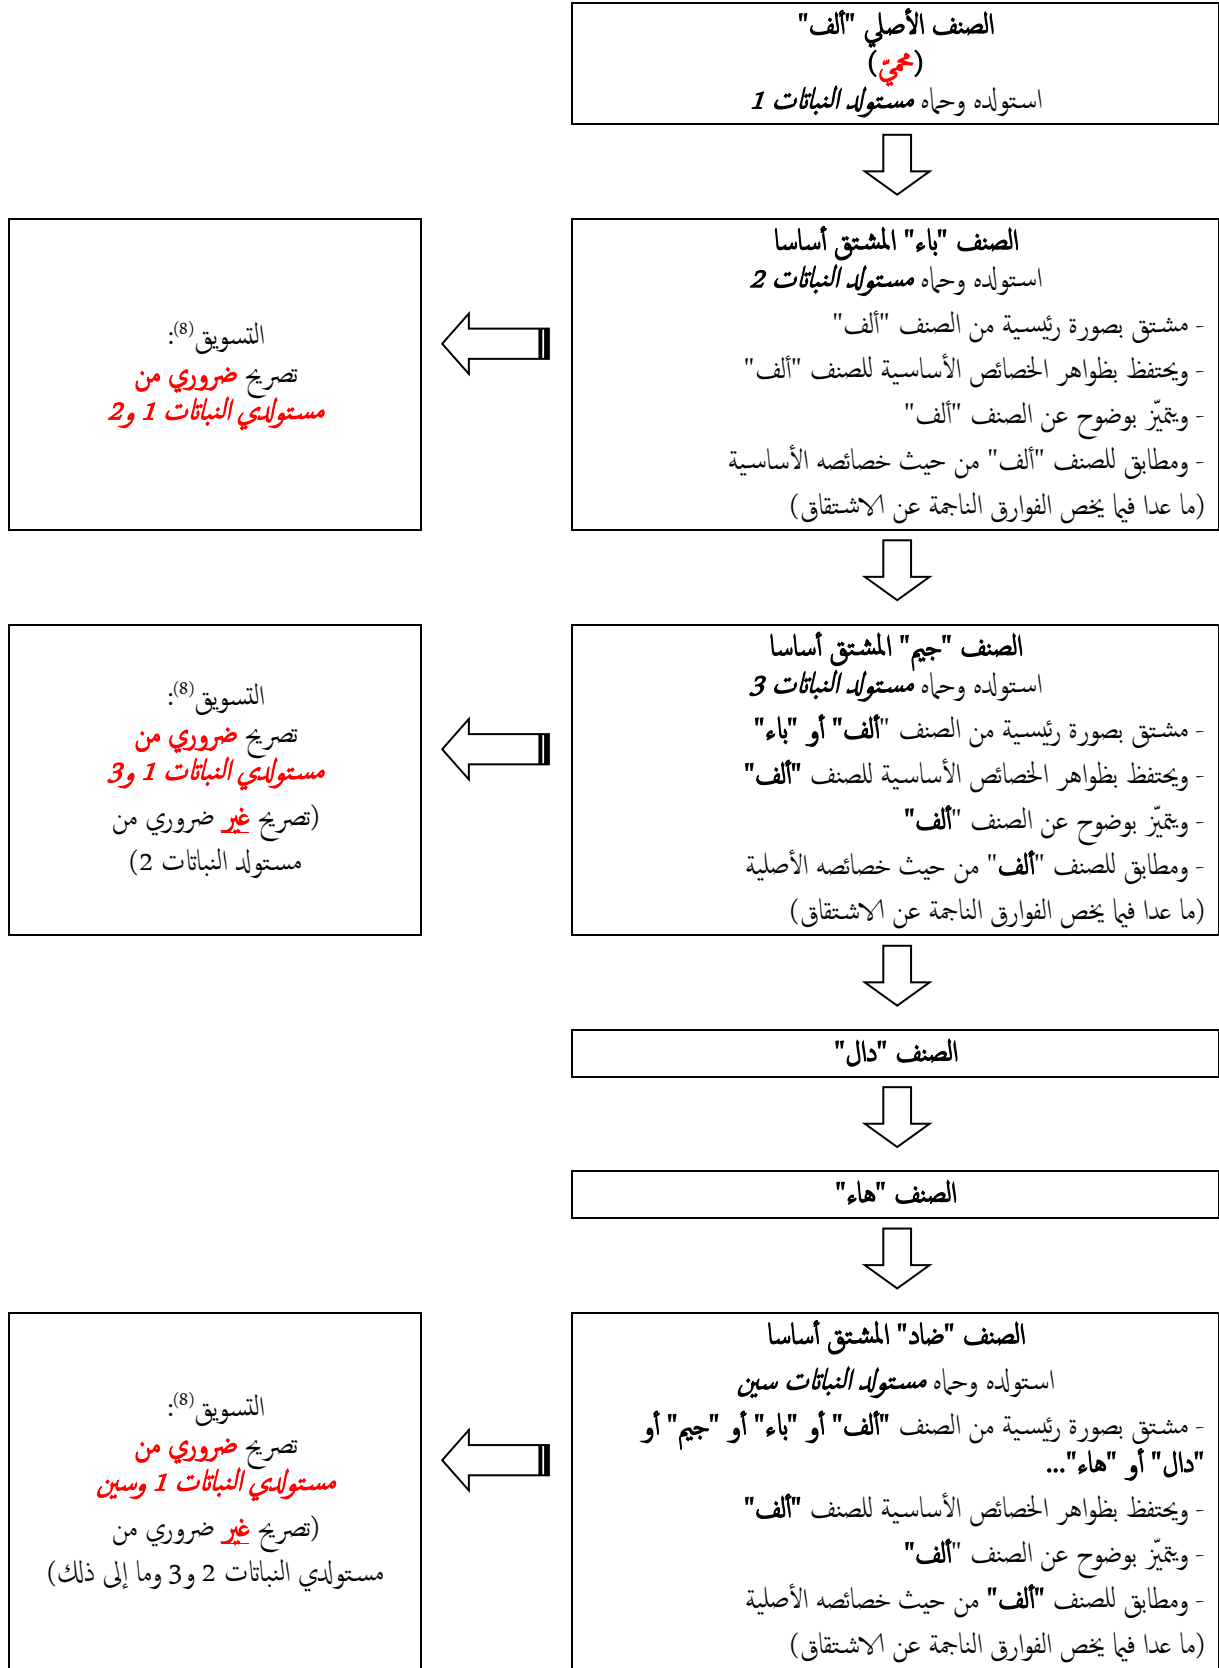 الصنف الأصلي "ألف"
(محميّ)
استولده وحماه مستولد النباتات 1
الصنف "باء" المشتق أساسا
استولده وحماه مستولد النباتات 2
- مشتق بصورة رئيسية من الصنف "ألف"
- ويحتفظ بظواهر الخصائص الأساسية للصنف "ألف"
- ويتميّز بوضوح عن الصنف "ألف"
- ومطابق للصنف "ألف" من حيث خصائصه الأساسية
(ما عدا فيما يخص الفوارق الناجمة عن الاشتقاق)
التسويق(8):
تصريح ضروري من
مستولدي النباتات 1 و2
الصنف "جيم" المشتق أساسا
استولده وحماه مستولد النباتات 3
- مشتق بصورة رئيسية من الصنف "ألف" أو "باء"
- ويحتفظ بظواهر الخصائص الأساسية للصنف "ألف"
- ويتميّز بوضوح عن الصنف "ألف"
- ومطابق للصنف "ألف" من حيث خصائصه الأصلية
(ما عدا فيما يخص الفوارق الناجمة عن الاشتقاق)
التسويق(8):
تصريح ضروري من
مستولدي النباتات 1 و3
(تصريح غير ضروري من
مستولد النباتات 2)
الصنف "دال"
الصنف "هاء"
الصنف "ضاد" المشتق أساسا
استولده وحماه مستولد النباتات سين
- مشتق بصورة رئيسية من الصنف "ألف" أو "باء" أو "جيم" أو
"دال" أو "هاء"...
- ويحتفظ بظواهر الخصائص الأساسية للصنف "ألف"
- ويتميّز بوضوح عن الصنف "ألف"
- ومطابق للصنف "ألف" من حيث خصائصه الأصلية
(ما عدا فيما يخص الفوارق الناجمة عن الاشتقاق)
التسويق(8):
تصريح ضروري من
مستولدي النباتات 1 وسين
(تصريح غير ضروري من
مستولدي النباتات 2 و3 وما إلى ذلك)